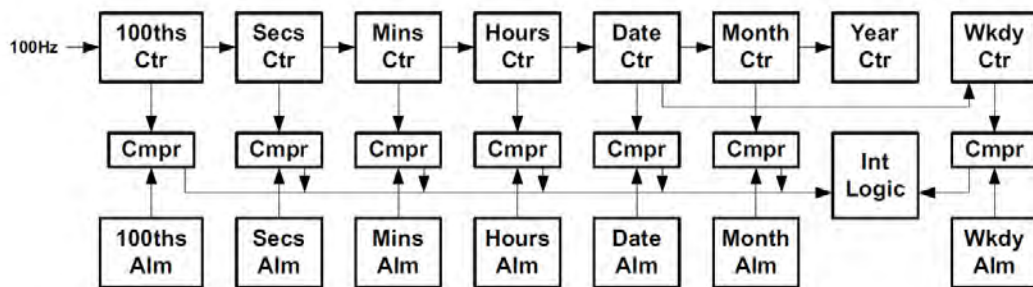 100Hz
100ths
Ctr
Secs
Ctr
Mins
Ctr
Hours
Ctr
Date
Ctr
Month
Ctr
Year
Ctr
Wkdy
Ctr
Cmpr
Cmpr
Cmpr
Cmpr
Cmpr
Cmpr
Int
Logic
Cmpr
100ths
Alm
Secs
Alm
Mins
Alm
Hours
Alm
Date
Alm
Month
Alm
Wkdy
Alm